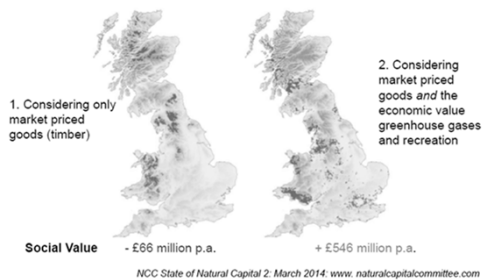 1. Considering only
market priced
goods (timber)
2. Considering
market priced
goods and the
economic value
greenhouse gases
and recreation
Social Value - £66 million p.a. + £546 million p.a.
NCC State of Natural Capital 2: March 2014: www. naturalcapitalcommittee.com